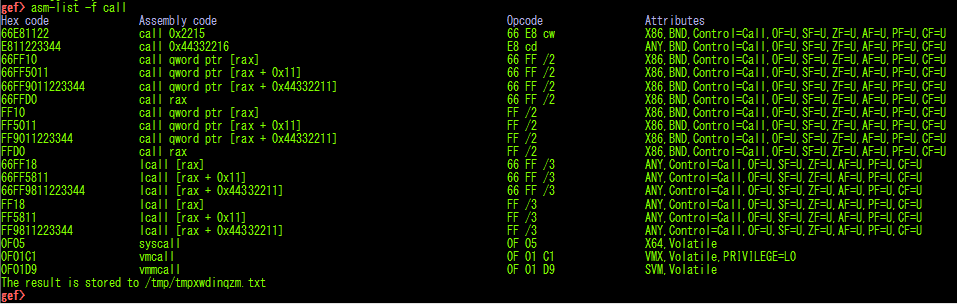 gef> asm-list -f call
Hex code Assembly code Opcode Attributes
66E81122 call 0x2215 66 E8 cw X86,BND,Control=Call,OF=U,SF=U,ZF=U,AF=U,PF=U,CF=U
E811223344 call 0x44332216 E8 cd ANY,BND,Control=Call,OF=U,SF=U,ZF=U,AF=U,PF=U,CF=U
66FF10 call qword ptr [rax] 66 FF /2 X86,BND,Control=Call,OF=U,SF=U,ZF=U,AF=U,PF=U,CF=U
66FF5011 call qword ptr [rax + 0x11] 66 FF /2 X86,BND,Control=Call,OF=U,SF=U,ZF=U,AF=U,PF=U,CF=U
66FF9011223344 call qword ptr [rax + 0x44332211] 66 FF /2 X86,BND,Control=Call,OF=U,SF=U,ZF=U,AF=U,PF=U,CF=U
66FFD0 call rax 66 FF /2 X86,BND,Control=Call,OF=U,SF=U,ZF=U,AF=U,PF=U,CF=U
FF10 call qword ptr [rax] FF /2 X86,BND,Control=Call,OF=U,SF=U,ZF=U,AF=U,PF=U,CF=U
FF5011 call qword ptr [rax + 0x11] FF /2 X86,BND,Control=Call,OF=U,SF=U,ZF=U,AF=U,PF=U,CF=U
FF9011223344 call qword ptr [rax + 0x44332211] FF /2 X86,BND,Control=Call,OF=U,SF=U,ZF=U,AF=U,PF=U,CF=U
FFD0 call rax FF /2 X86,BND,Control=Call,OF=U,SF=U,ZF=U,AF=U,PF=U,CF=U
66FF18 lcall [rax] 66 FF /3 ANY,Control=Call,OF=U,SF=U,ZF=U,AF=U,PF=U,CF=U
66FF5811 lcall [rax + 0x11] 66 FF /3 ANY,Control=Call,OF=U,SF=U,ZF=U,AF=U,PF=U,CF=U
66FF9811223344 lcall [rax + 0x44332211] 66 FF /3 ANY,Control=Call,OF=U,SF=U,ZF=U,AF=U,PF=U,CF=U
FF18 lcall [rax] FF /3 ANY,Control=Call,OF=U,SF=U,ZF=U,AF=U,PF=U,CF=U
FF5811 lcall [rax + 0x11] FF /3 ANY,Control=Call,OF=U,SF=U,ZF=U,AF=U,PF=U,CF=U
FF9811223344 lcall [rax + 0x44332211] FF /3 ANY,Control=Call,OF=U,SF=U,ZF=U,AF=U,PF=U,CF=U
0F05 syscall 0F 05 X64,Volatile
0F01C1 vmcall 0F 01 C1 VMX,Volatile,PRIVILEGE=L0
0F01D9 vmmcall 0F 01 D9 SVM,Volatile
The result is stored to /tmp/tmpxwdinqzm.txt
gef>